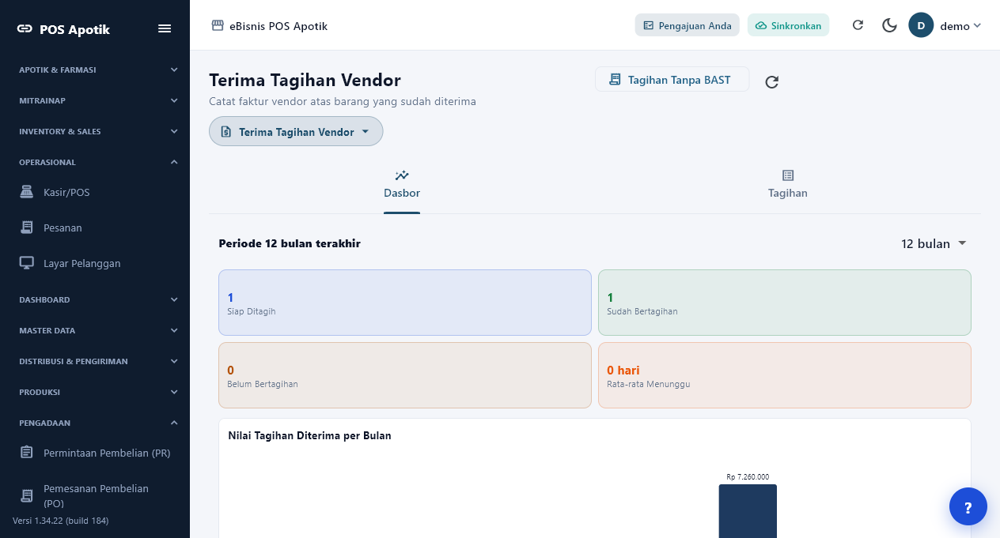 POS Apotik
APOTIK & FARMASI
MITRAINAP
INVENTORY & SALES
OPERASIONAL
Kasir/POS
Pesanan
Layar Pelanggan
DASHBOARD
MASTER DATA
DISTRIBUSI & PENGIRIMAN
PRODUKSI
PENGADAAN
Permintaan Pembelian (PR)
Pemesanan Pembelian
(PO)
Versi 1.34.22 (build 184)
eBisnis POS Apotik
Pengajuan Anda
Sinkronkan
D
demo
Terima Tagihan Vendor
Catat faktur vendor atas barang yang sudah diterima
Tagihan Tanpa BAST
Terima Tagihan Vendor
Dasbor
Tagihan
Periode 12 bulan terakhir
12 bulan
1
Siap Ditagih
1
Sudah Bertagihan
0
Belum Bertagihan
0 hari
Rata-rata Menunggu
Nilai Tagihan Diterima per Bulan
Rp 7.260.000
?